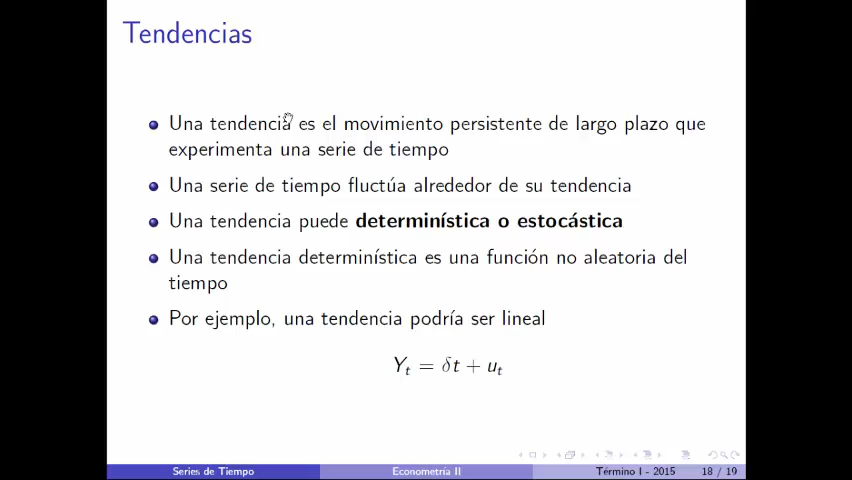 Tendencias
Una tendencia es el movimiento persistente de largo plazo que
experimenta una serie de tiempo
Una serie de tiempo fluctúa alrededor de su tendencia
Una tendencia puede determinística o estocástica
Una tendencia determinística es una función no aleatoria del
tiempo
Por ejemplo, una tendencia podría ser lineal
Yₜ = δt + uₜ
Series de Tiempo
Econometría II
Término I - 2015
18 / 19